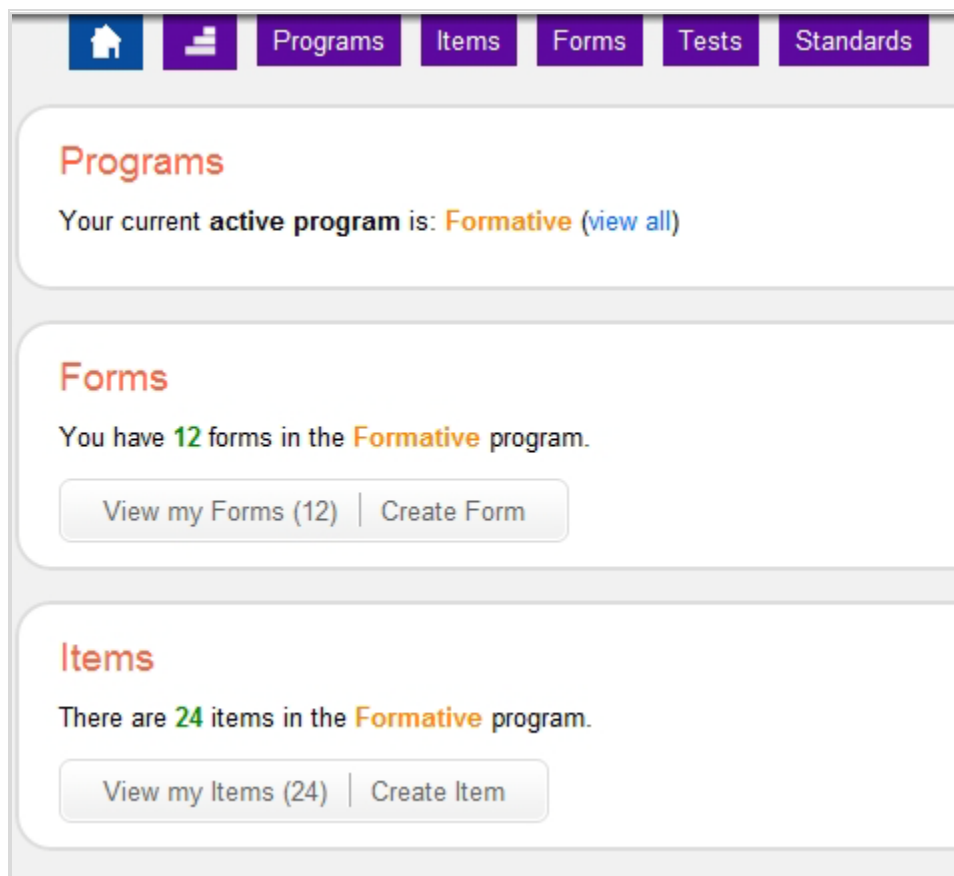 Programs Items Forms Tests Standards
Programs
Your current active program is: Formative (view all)
Forms
You have 12 forms in the Formative program.
View my Forms (12) | Create Form
Items
There are 24 items in the Formative program.
View my Items (24) | Create Item